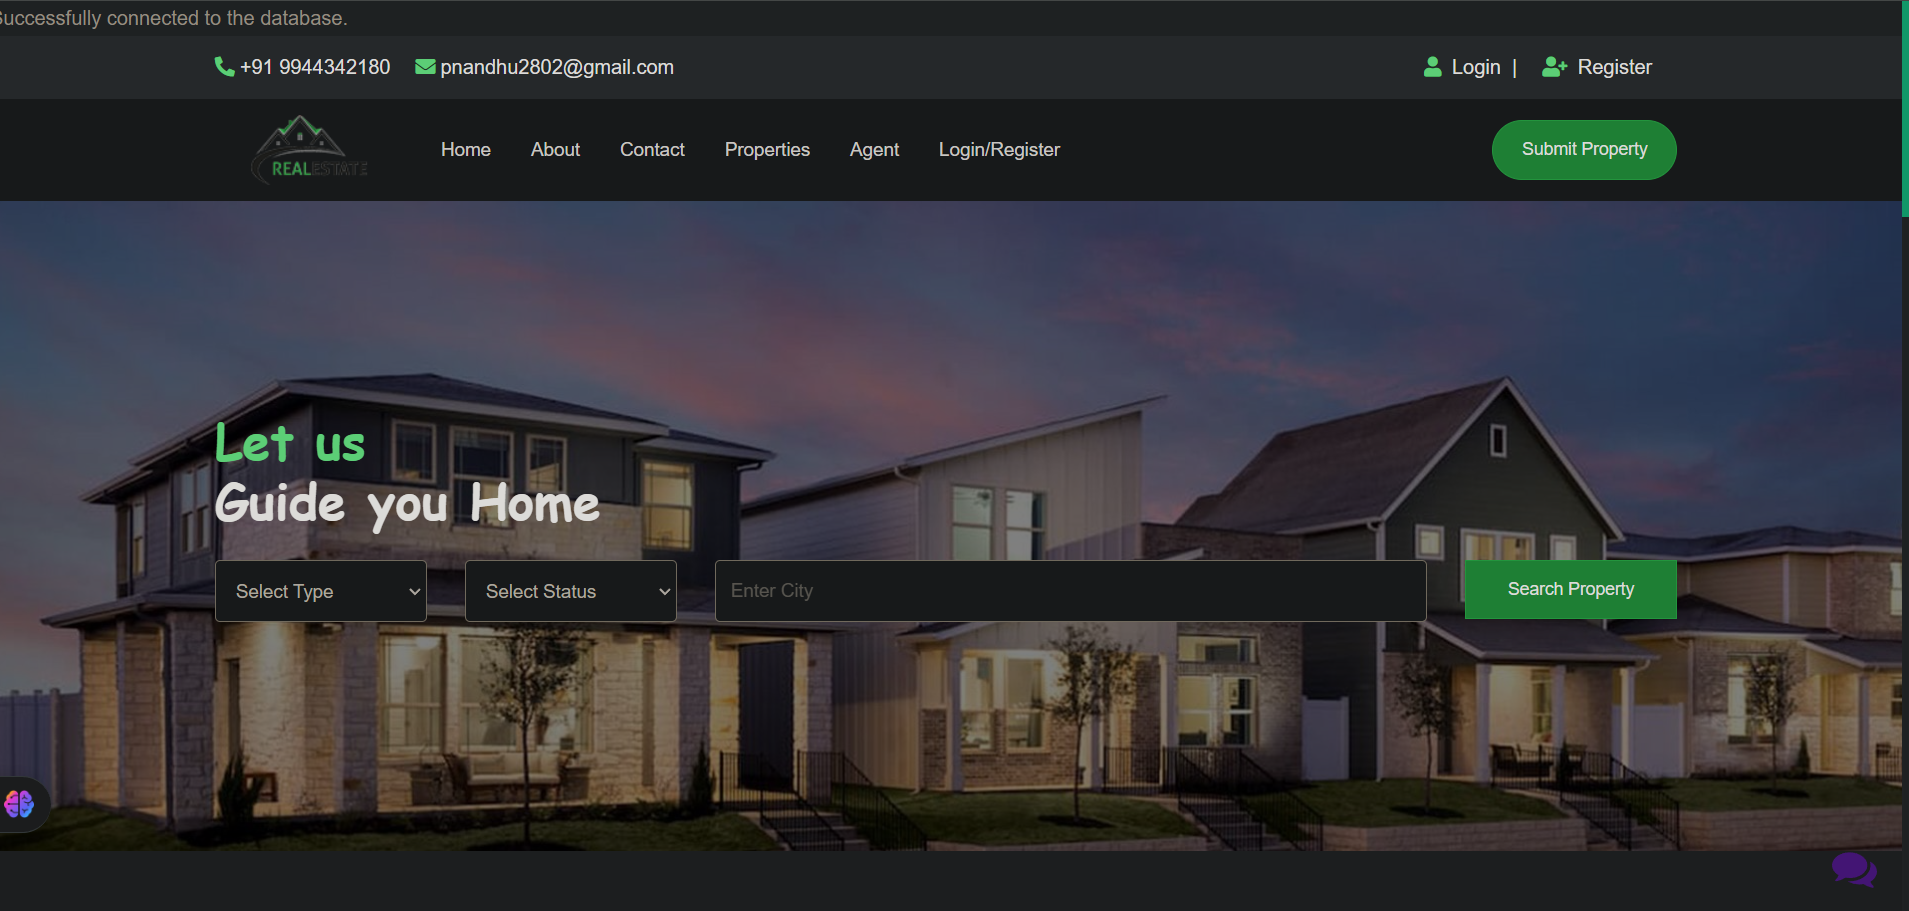 Successfully connected to the database.
+91 9944342180 pnandhu2802@gmail.com Login | Register
REALESTATE Home About Contact Properties Agent Login/Register Submit Property
Let us
Guide you Home
Select Type Select Status Enter City Search Property